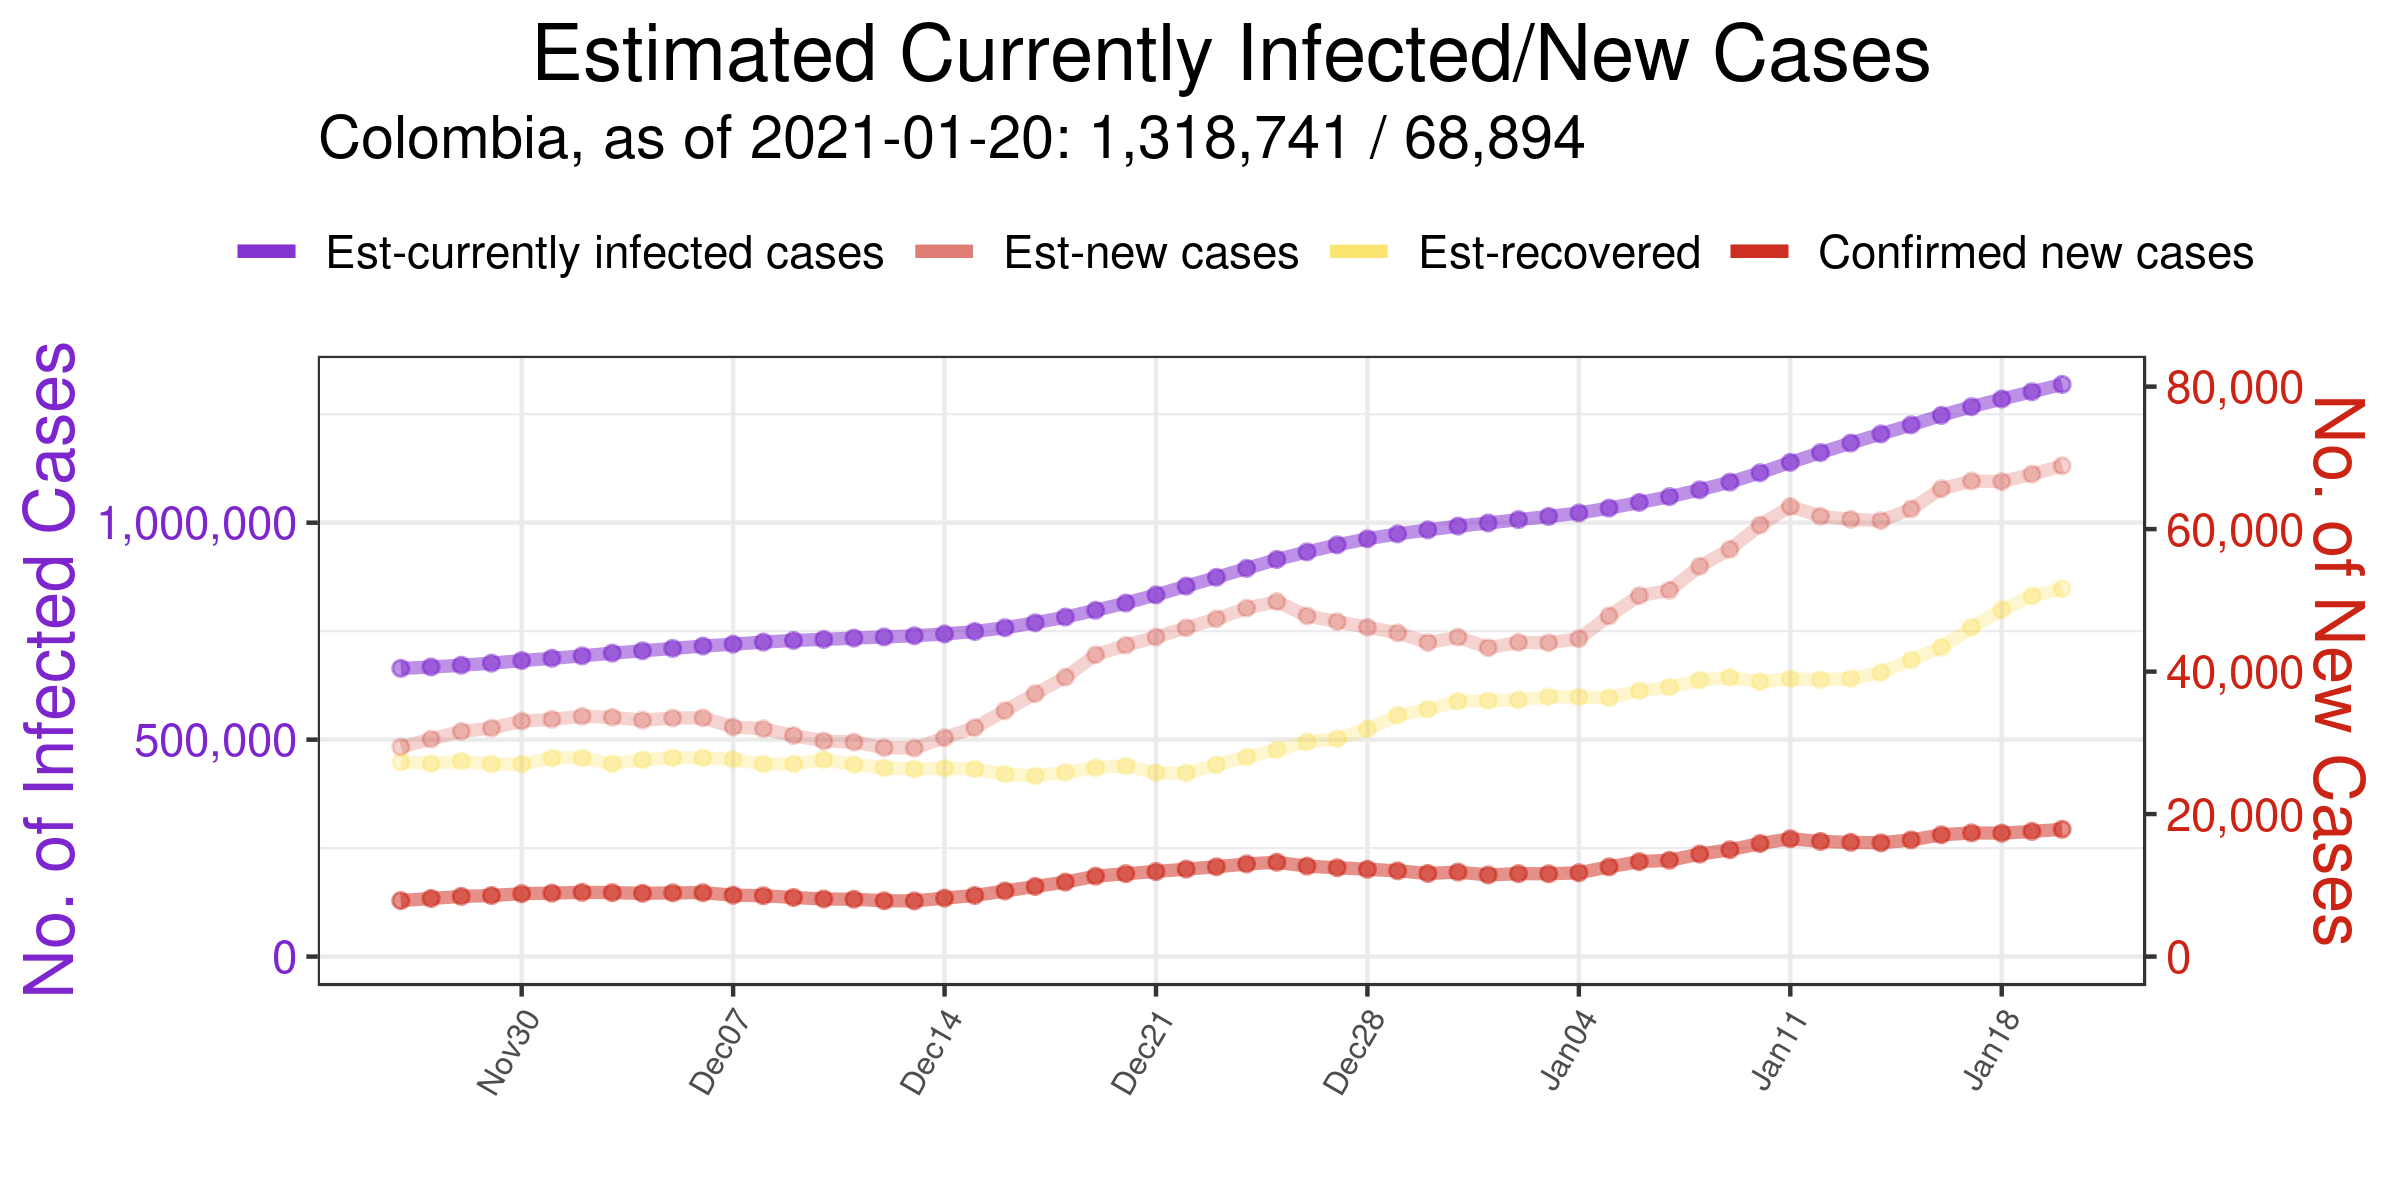 Estimated Currently Infected/New Cases
Colombia, as of 2021-01-20: 1,318,741 / 68,894
Est-currently infected cases Est-new cases Est-recovered Confirmed new cases
No. of Infected Cases
1,000,000
500,000
0
80,000
60,000
40,000
20,000
0
No. of New Cases
Nov30 Dec07 Dec14 Dec21 Dec28 Jan04 Jan11 Jan18